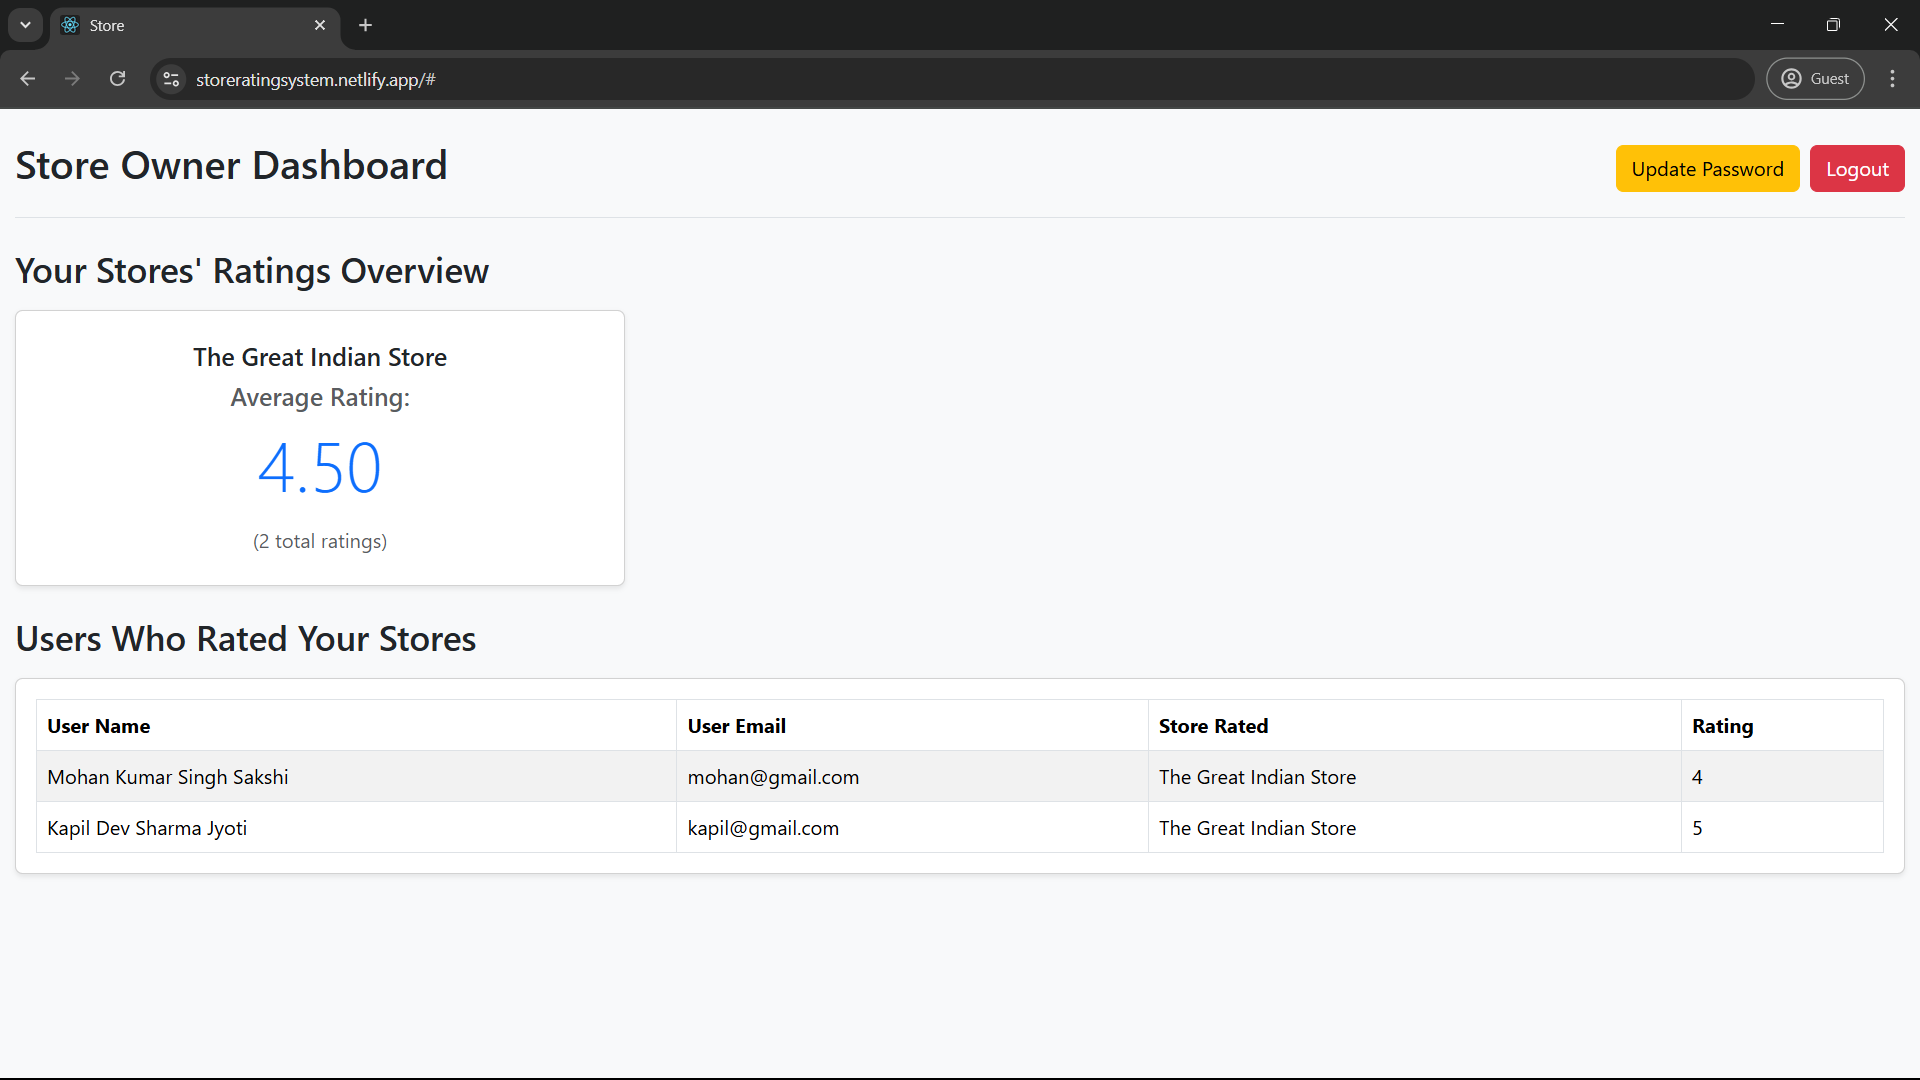 Store
storeratingsystem.netlify.app/#
Guest
Store Owner Dashboard
Update Password
Logout
Your Stores' Ratings Overview
The Great Indian Store
Average Rating:
4.50
(2 total ratings)
Users Who Rated Your Stores
User Name User Email Store Rated Rating
Mohan Kumar Singh Sakshi mohan@gmail.com The Great Indian Store 4
Kapil Dev Sharma Jyoti kapil@gmail.com The Great Indian Store 5